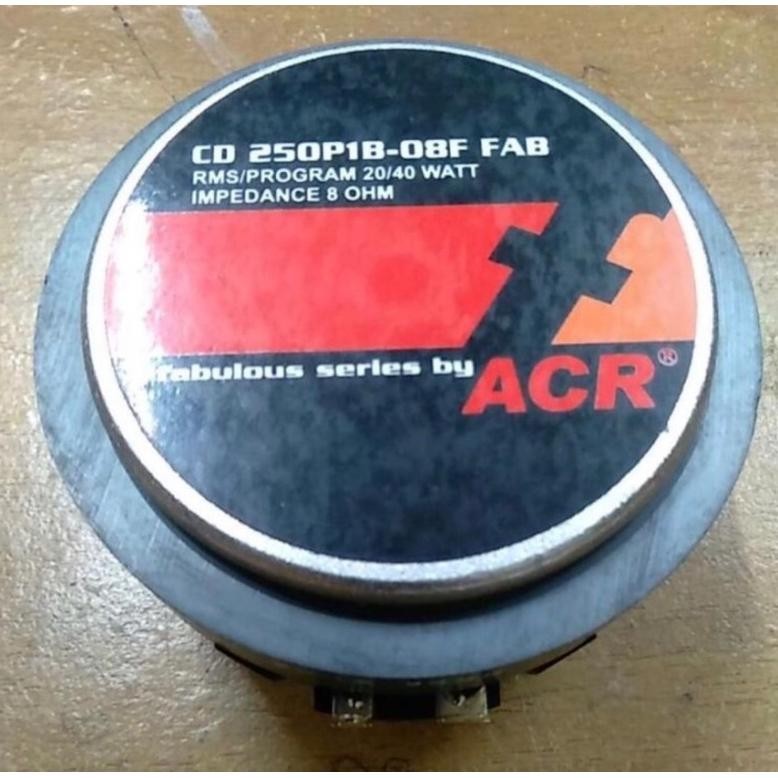 CD 250P1B-08F FAB
RMS/PROGRAM 20/40 WATT
IMPEDANCE 8 OHM
fabulous series by ACR®